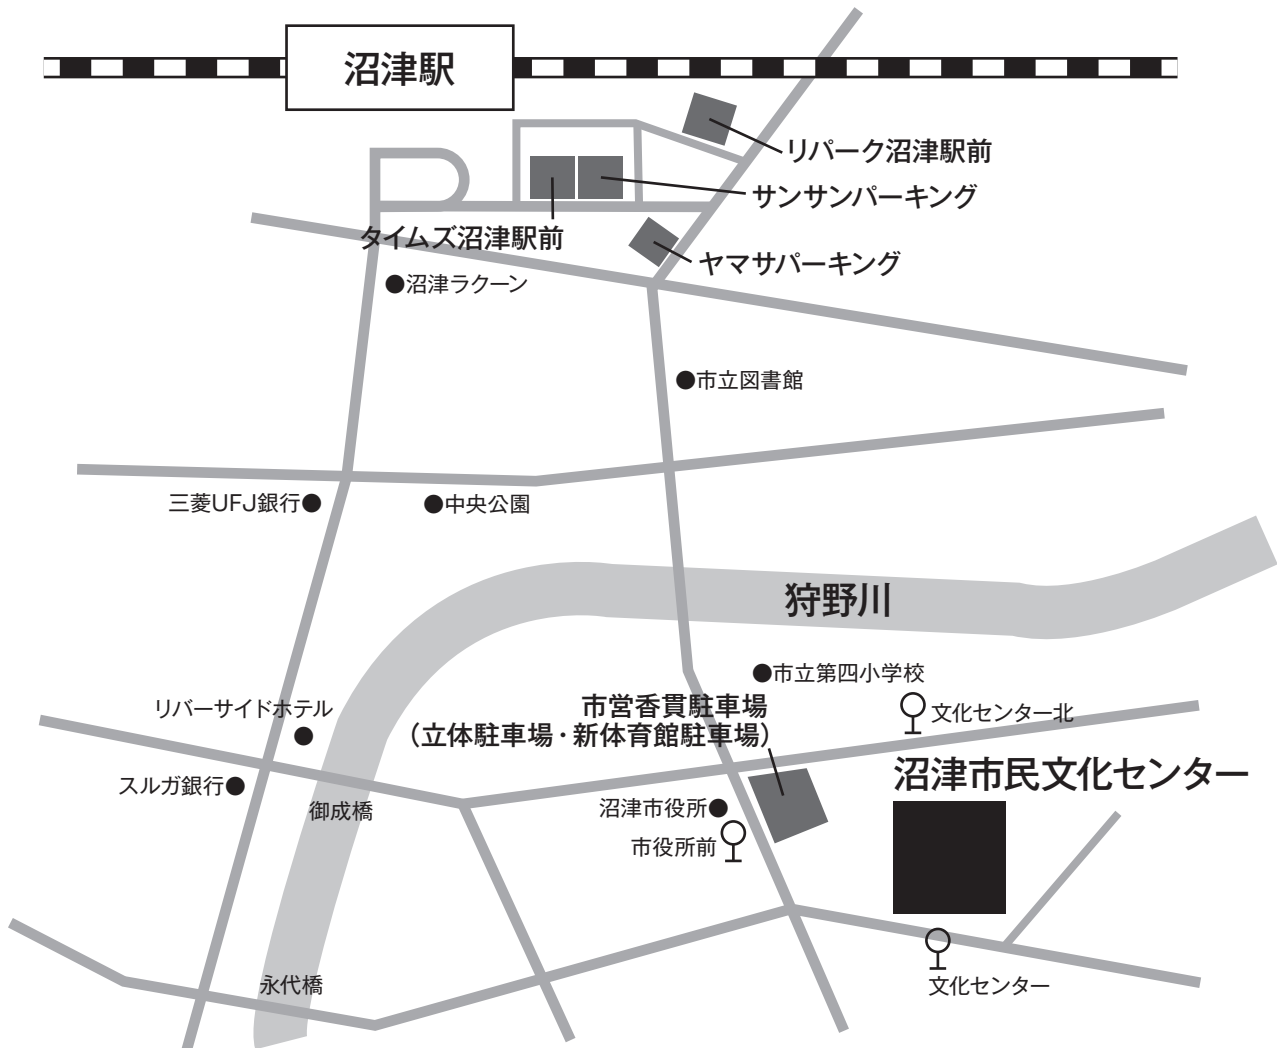 沼津駅
リパーク沼津駅前
サンサンパーキング
タイムズ沼津駅前
ヤマサパーキング
●沼津ラクーン
●市立図書館
三菱UFJ銀行●
●中央公園
狩野川
●市立第四小学校
リバーサイドホテル
市営香貫駐車場
（立体駐車場・新体育館駐車場）
文化センター北
沼津市民文化センター
スルガ銀行●
御成橋
沼津市役所●
市役所前
永代橋
文化センター